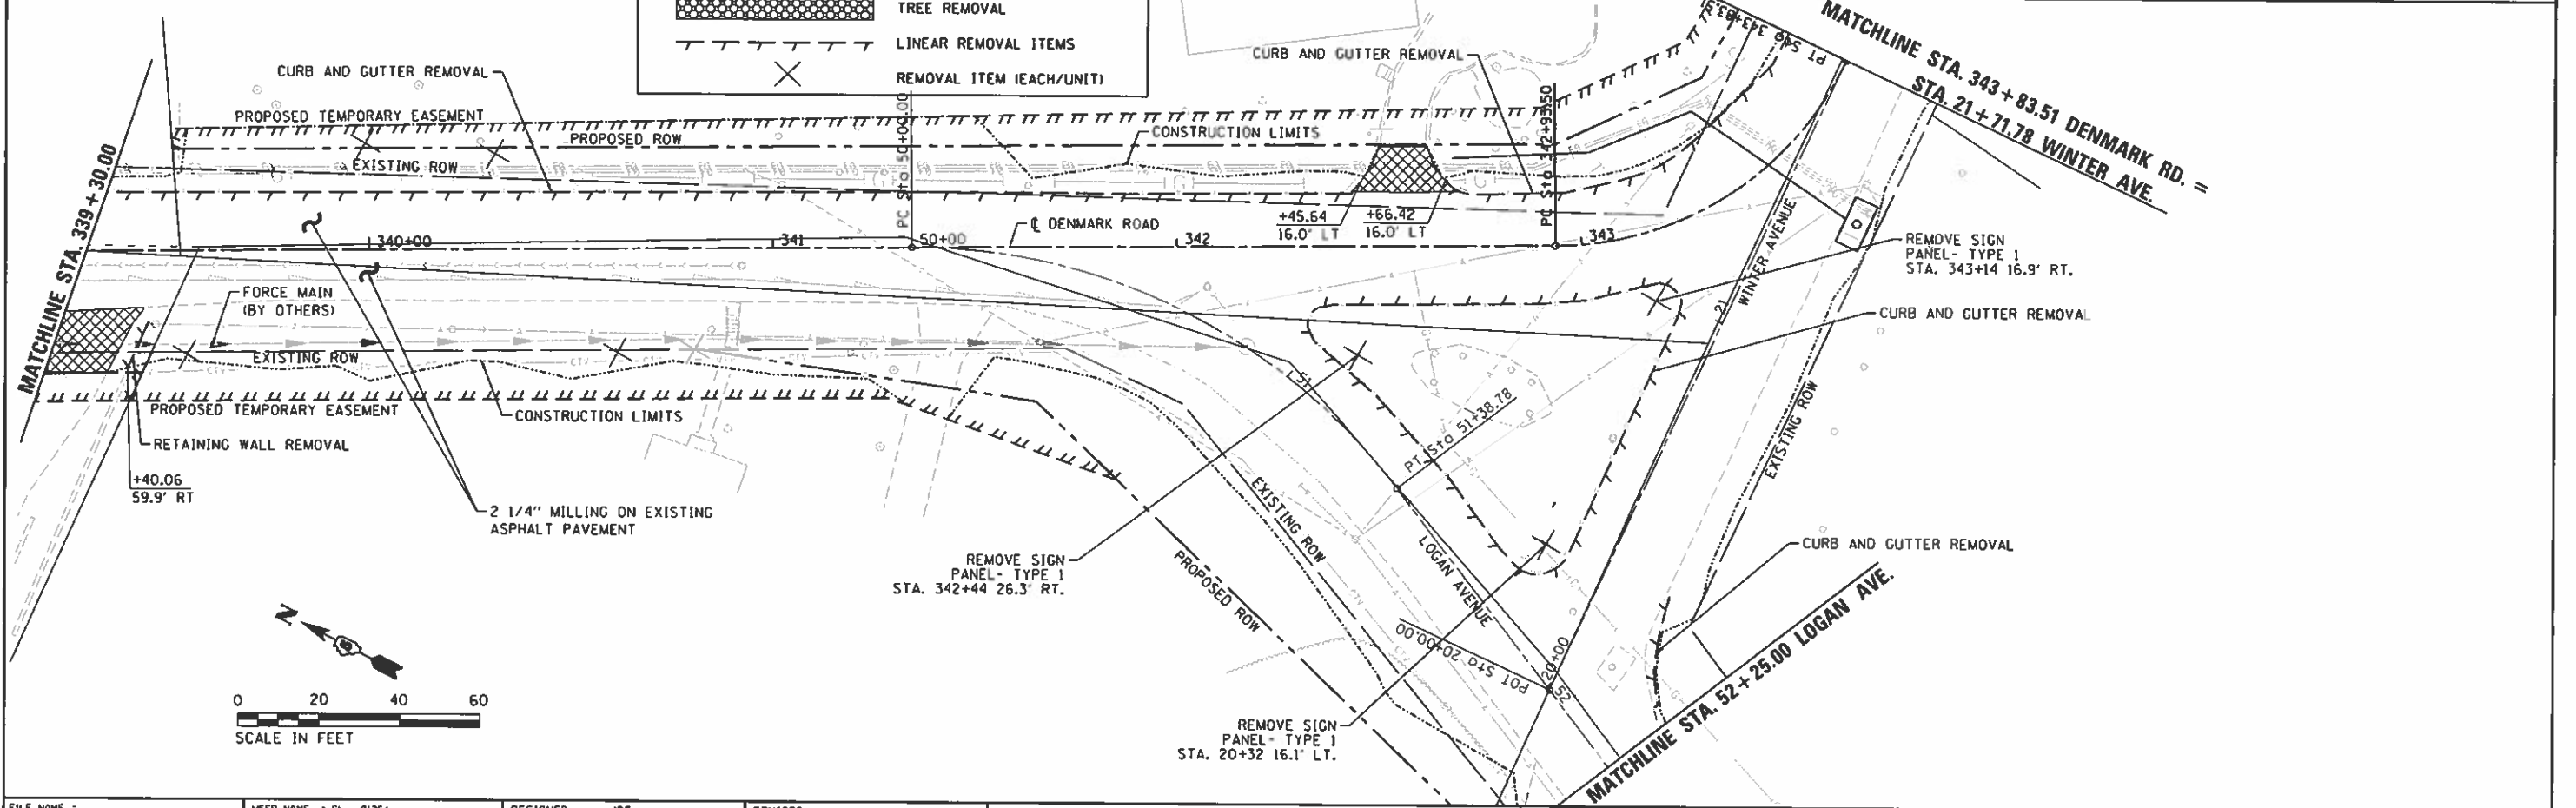 TREE REMOVAL
LINEAR REMOVAL ITEMS
REMOVAL ITEM (EACH/UNIT)
CURB AND GUTTER REMOVAL
CURB AND GUTTER REMOVAL
PROPOSED TEMPORARY EASEMENT
PROPOSED ROW
EXISTING ROW
CONSTRUCTION LIMITS
PC Sta 50+00.00
PC Sta 342+93.50
PT Sta 343+83.51
MATCHLINE STA. 343+83.51 DENMARK RD. =
STA. 21+71.78 WINTER AVE.
MATCHLINE STA. 339+30.00
340+00
341
50+00
℄ DENMARK ROAD
342
+45.64
16.0' LT
+66.42
16.0' LT
343
WINTER AVENUE
21
REMOVE SIGN
PANEL- TYPE 1
STA. 343+14 16.9' RT.
CURB AND GUTTER REMOVAL
FORCE MAIN
(BY OTHERS)
EXISTING ROW
PROPOSED TEMPORARY EASEMENT
CONSTRUCTION LIMITS
RETAINING WALL REMOVAL
+40.06
59.9' RT
2 1/4" MILLING ON EXISTING
ASPHALT PAVEMENT
51
PT Sta 51+38.78
EXISTING ROW
EXISTING ROW
LOGAN AVENUE
PROPOSED ROW
REMOVE SIGN
PANEL- TYPE 1
STA. 342+44 26.3' RT.
CURB AND GUTTER REMOVAL
POT Sta 20+00.00
20+00
52
MATCHLINE STA. 52+25.00 LOGAN AVE.
REMOVE SIGN
PANEL- TYPE 1
STA. 20+32 16.1' LT.
N
0 20 40 60
SCALE IN FEET